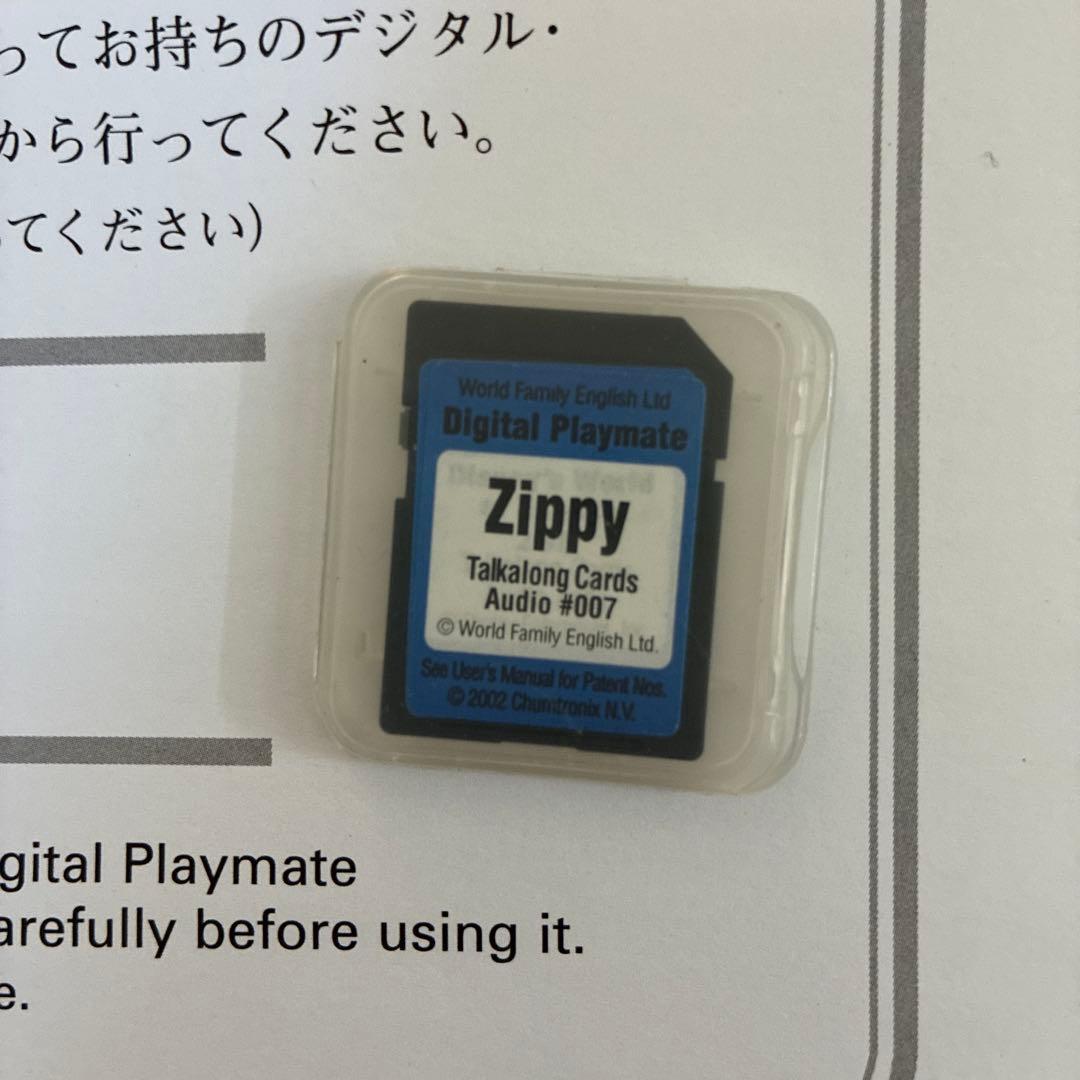 ってお持ちのデジタル・
から行ってください。
てください）
World Family English Ltd
Digital Playmate
Zippy
Talkalong Cards
Audio #007
© World Family English Ltd.
See User's Manual for Patent Nos.
© 2002 Chumtronix N.V.
gital Playmate
arefully before using it.
e.